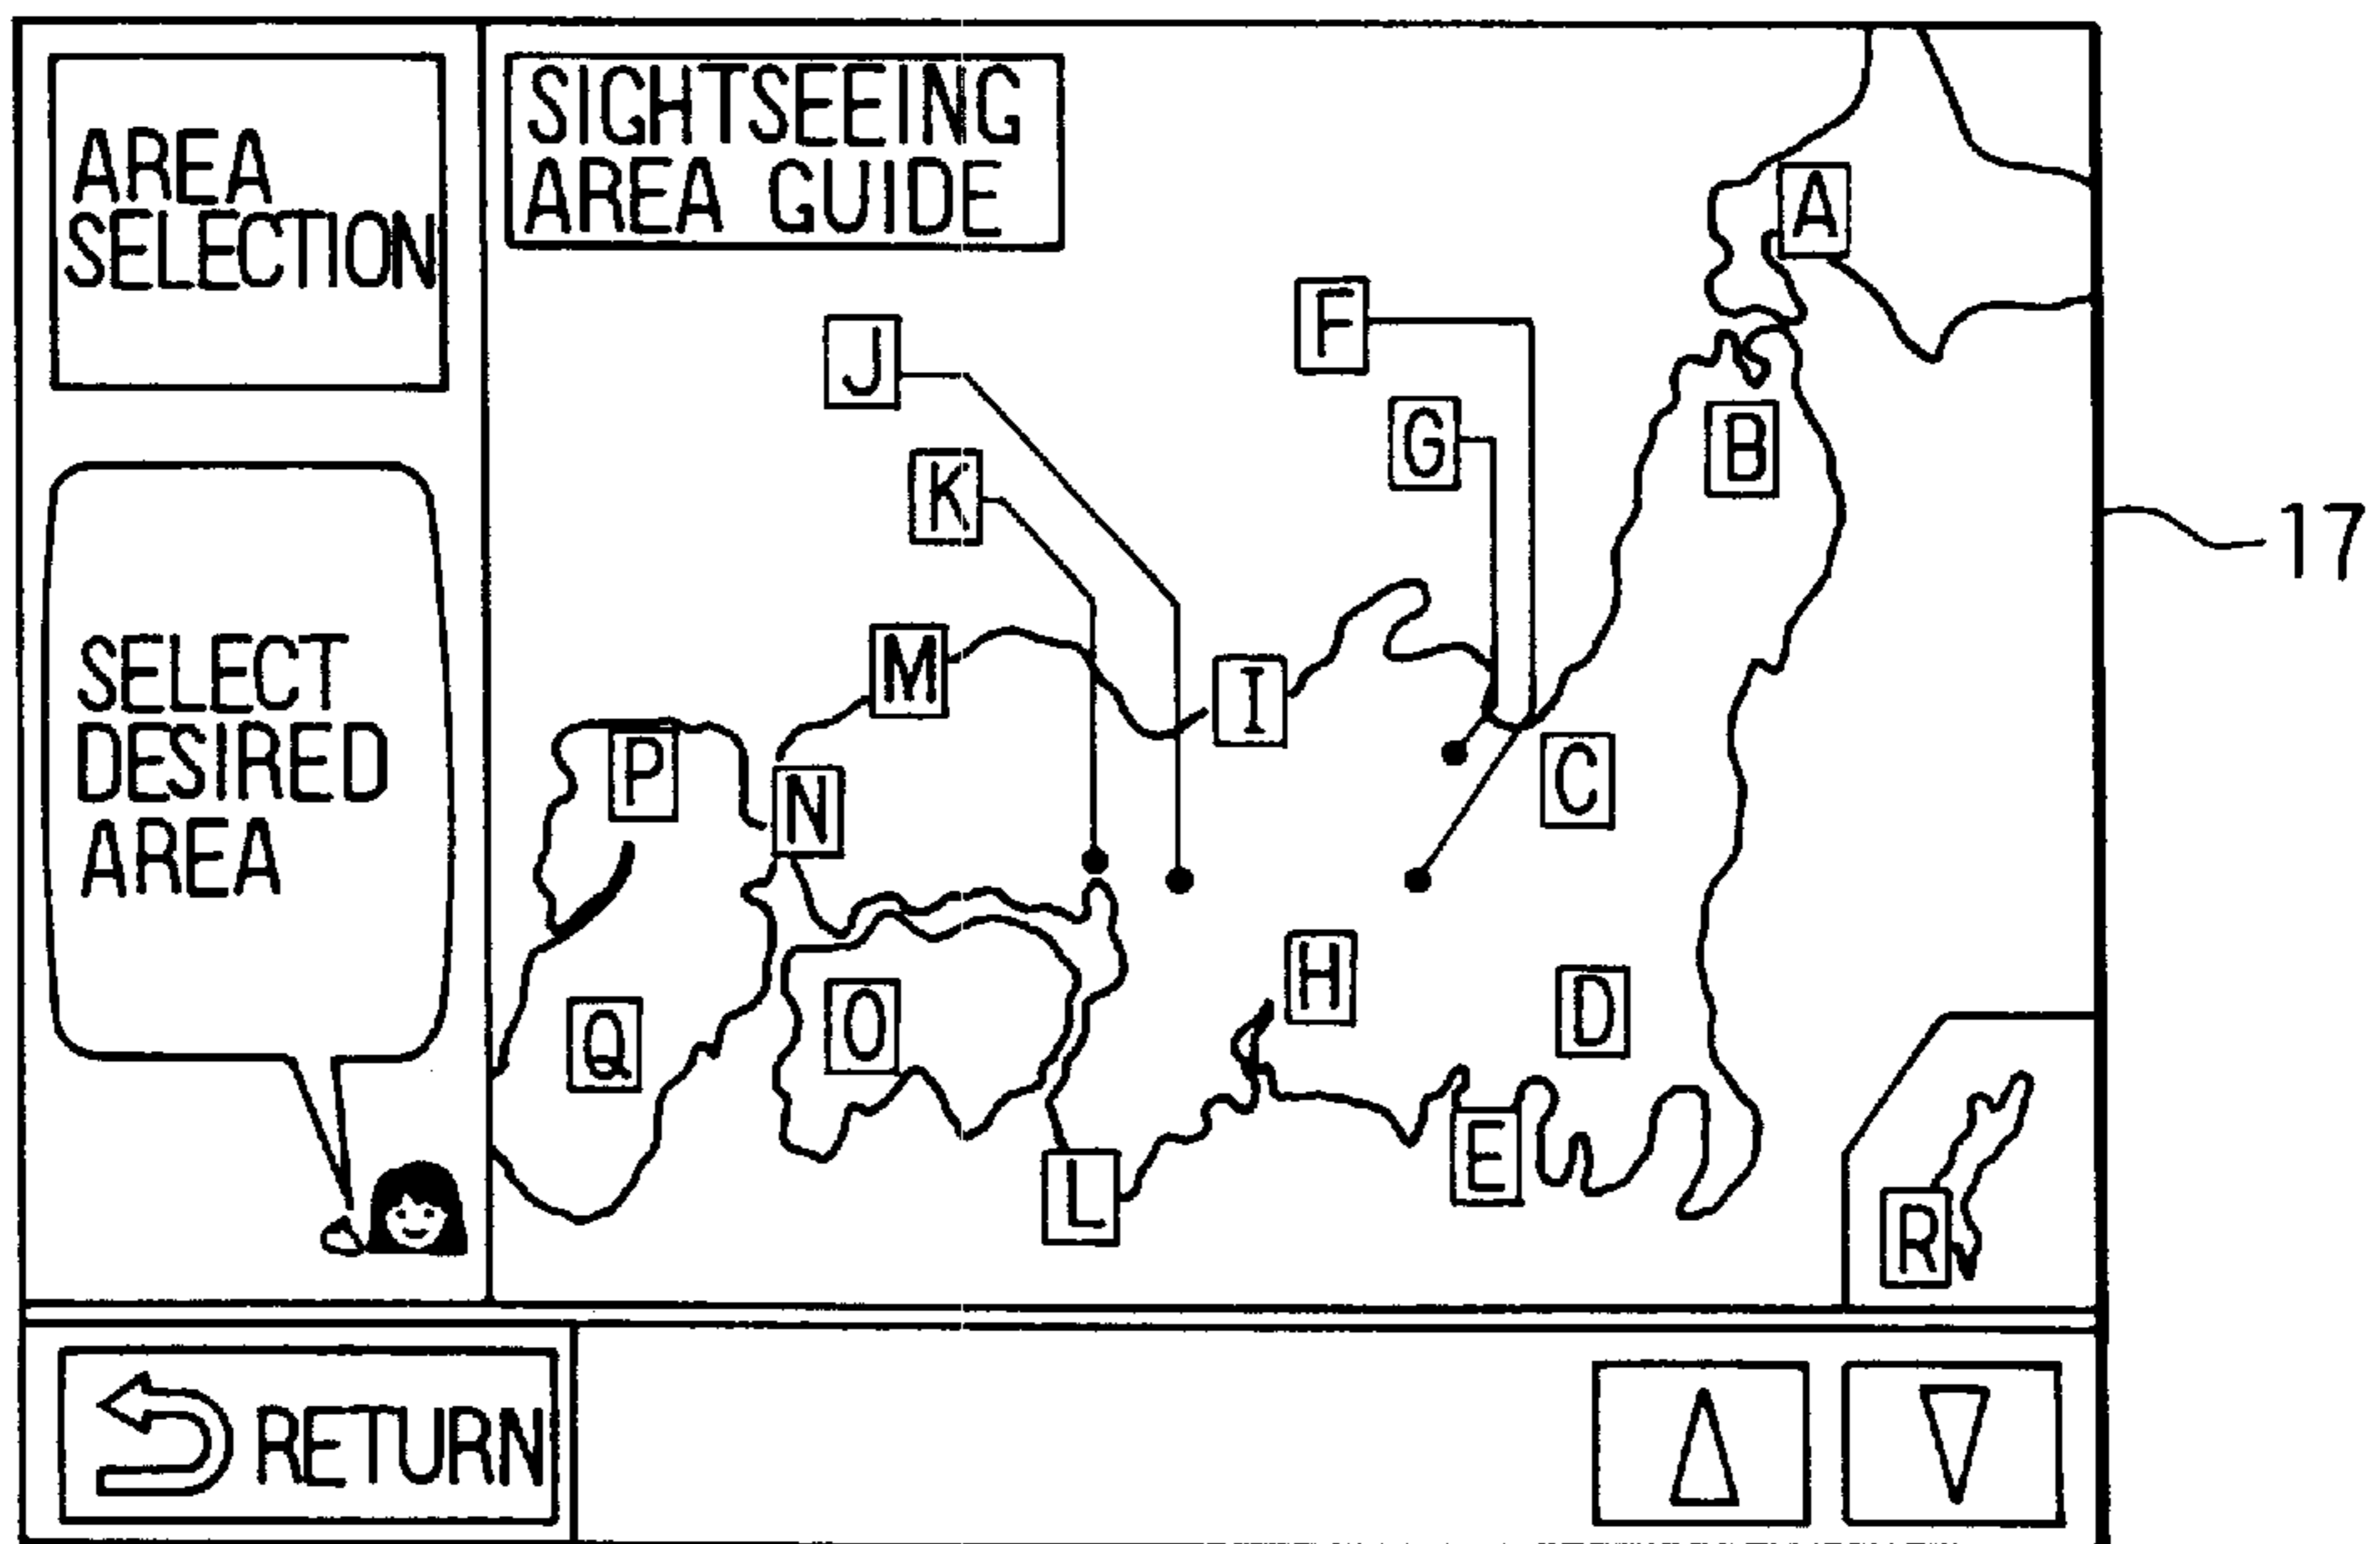 AREA
SELECTION
SIGHTSEEING
AREA GUIDE
SELECT
DESIRED
AREA
A
F
J
G
B
K
17
M
I
P
C
N
H
D
O
Q
E
L
R
RETURN